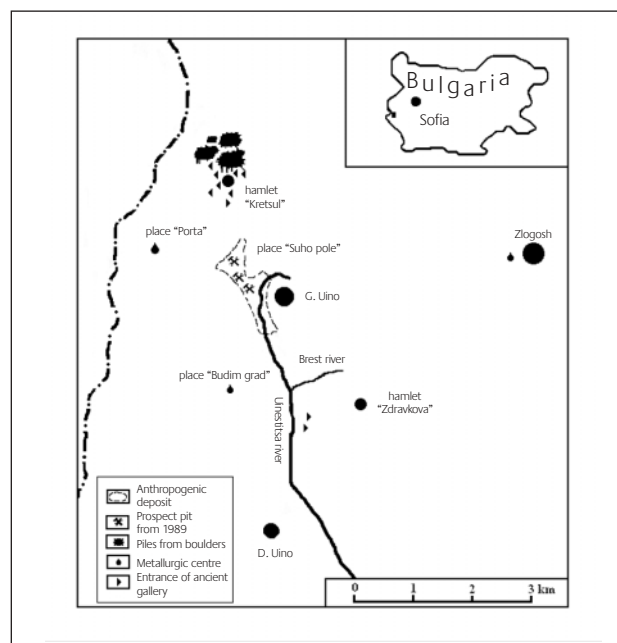 Bulgaria
Sofia
hamlet
"Kretsul"
place "Porta"
place "Suho pole"
Zlogosh
G. Uino
Brest river
place "Budim grad"
hamlet
"Zdravkova"
Uinestitsa river
D. Uino
Anthropogenic
deposit
Prospect pit
from 1989
Piles from boulders
Metallurgic centre
Entrance of ancient
gallery
0 1 2 3 km